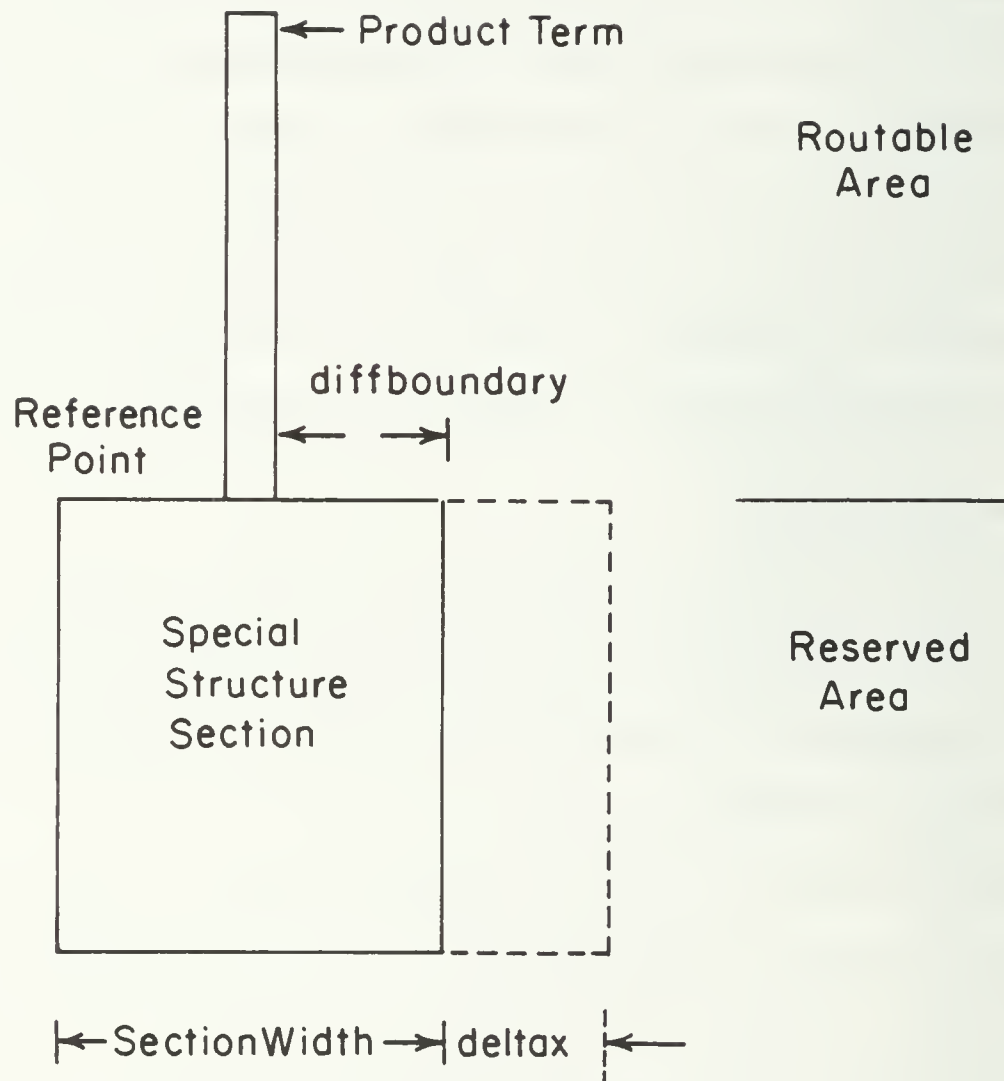 Product Term
Routable
Area
diffboundary
Reference
Point
Special
Structure
Section
Reserved
Area
SectionWidth
deltax